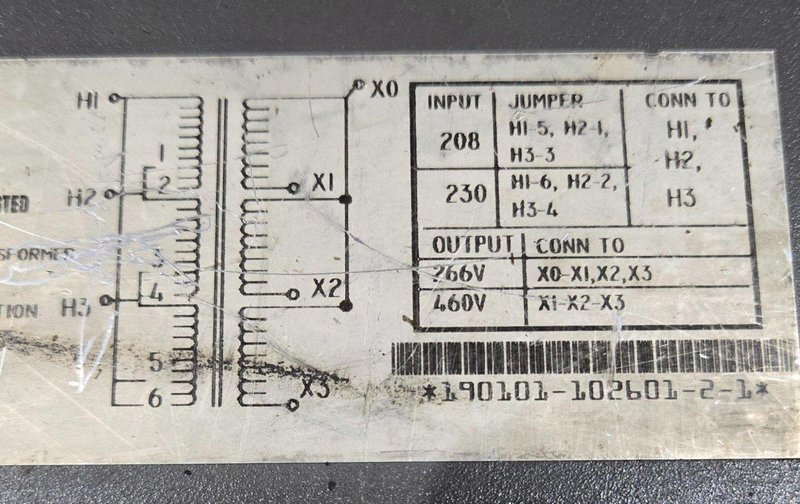 H1
X0
1
2
X1
H2
STED
3
SFORMER
4
X2
TION
H3
5
6
X3
INPUT JUMPER CONN TO
208 H1-5, H2-1, H3-3 H1, H2, H3
230 H1-6, H2-2, H3-4
OUTPUT CONN TO
266V X0-X1,X2,X3
460V X1-X2-X3
*190101-102601-2-1*